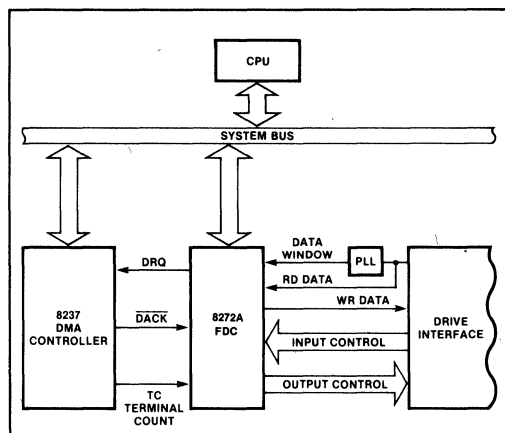 CPU
SYSTEM BUS
8237
DMA
CONTROLLER
DRQ
DACK
TC
TERMINAL
COUNT
8272A
FDC
DATA
WINDOW
PLL
RD DATA
WR DATA
INPUT CONTROL
OUTPUT CONTROL
DRIVE
INTERFACE